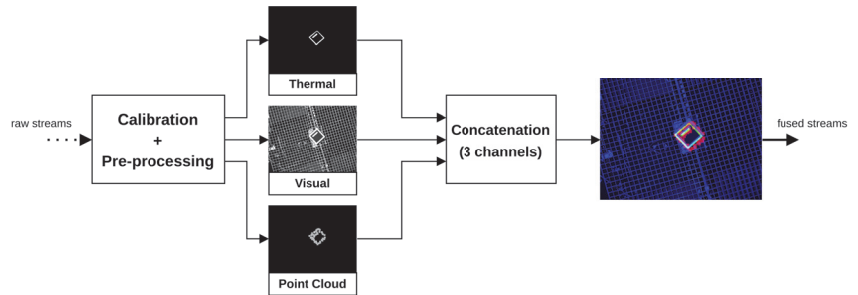 raw streams
Calibration
+
Pre-processing
Thermal
Visual
Point Cloud
Concatenation
(3 channels)
fused streams